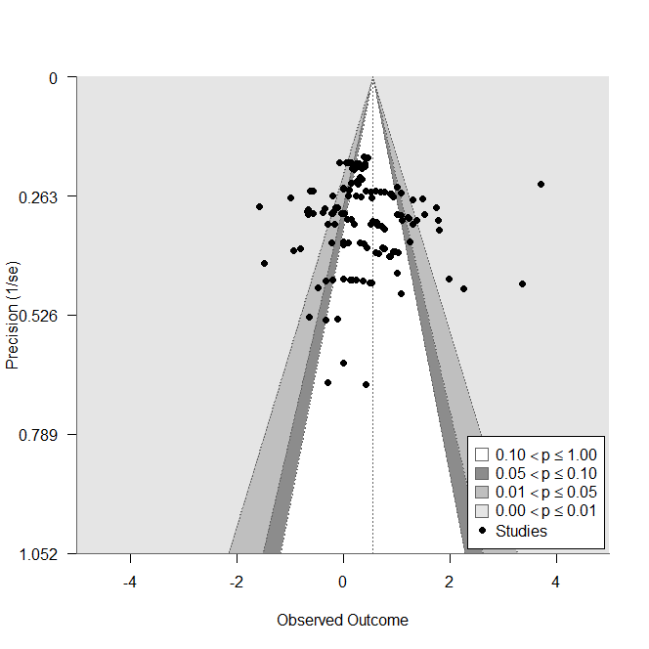 0
0.263
0.526
0.789
1.052
Precision (1/se)
-4
-2
0
2
4
Observed Outcome
0.10 < p ≤ 1.00
0.05 < p ≤ 0.10
0.01 < p ≤ 0.05
0.00 < p ≤ 0.01
Studies